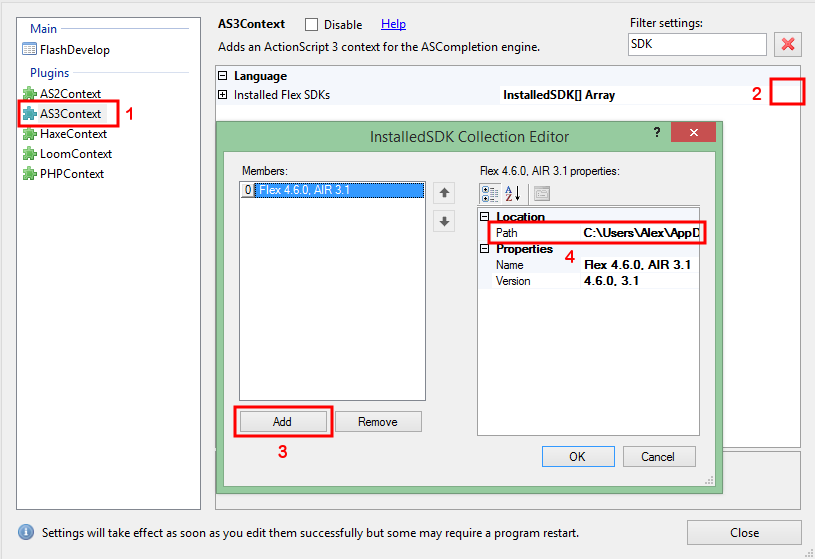 Main
FlashDevelop
Plugins
AS2Context
AS3Context
1
HaxeContext
LoomContext
PHPContext
AS3Context
Disable
Help
Adds an ActionScript 3 context for the ASCompletion engine.
Filter settings:
SDK
Language
Installed Flex SDKs
InstalledSDK[] Array
2
InstalledSDK Collection Editor
?
Members:
0 Flex 4.6.0, AIR 3.1
Add
Remove
3
Flex 4.6.0, AIR 3.1 properties:
Location
Path C:\Users\Alex\AppD
Properties
4
Name Flex 4.6.0, AIR 3.1
Version 4.6.0, 3.1
OK
Cancel
Settings will take effect as soon as you edit them successfully but some may require a program restart.
Close